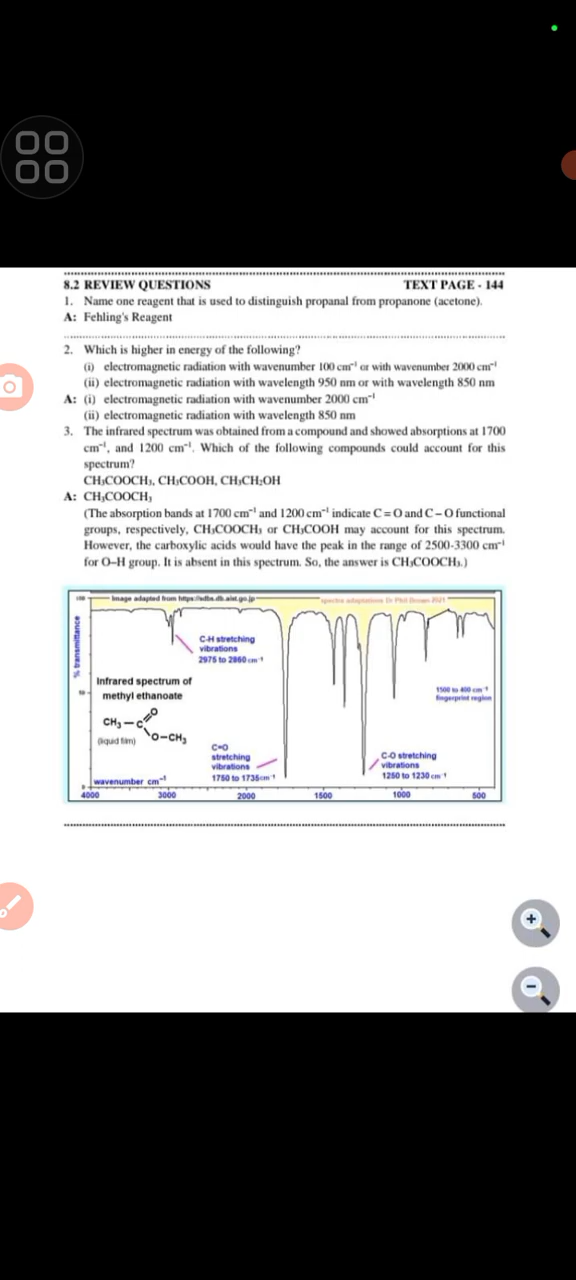 8.2 REVIEW QUESTIONS TEXT PAGE - 144
1. Name one reagent that is used to distinguish propanal from propanone (acetone).
A: Fehling's Reagent
2. Which is higher in energy of the following?
(i) electromagnetic radiation with wavenumber 100 cm⁻¹ or with wavenumber 2000 cm⁻¹
(ii) electromagnetic radiation with wavelength 950 nm or with wavelength 850 nm
A: (i) electromagnetic radiation with wavenumber 2000 cm⁻¹
(ii) electromagnetic radiation with wavelength 850 nm
3. The infrared spectrum was obtained from a compound and showed absorptions at 1700
cm⁻¹, and 1200 cm⁻¹. Which of the following compounds could account for this
spectrum?
CH₃COOCH₃, CH₃COOH, CH₃CH₂OH
A: CH₃COOCH₃
(The absorption bands at 1700 cm⁻¹ and 1200 cm⁻¹ indicate C = O and C – O functional
groups, respectively, CH₃COOCH₃ or CH₃COOH may account for this spectrum.
However, the carboxylic acids would have the peak in the range of 2500-3300 cm⁻¹
for O–H group. It is absent in this spectrum. So, the answer is CH₃COOCH₃.)
Image adapted from https://sdbs.db.aist.go.jp
% transmittance
C-H stretching
vibrations
2975 to 2860 cm⁻¹
Infrared spectrum of
methyl ethanoate
1500 to 400 cm⁻¹
fingerprint region
CH₃ – C O
O–CH₃
(liquid film)
C=O
stretching
vibrations
1750 to 1735cm⁻¹
C-O stretching
vibrations
1250 to 1230 cm⁻¹
wavenumber cm⁻¹
4000 3000 2000 1500 1000 500